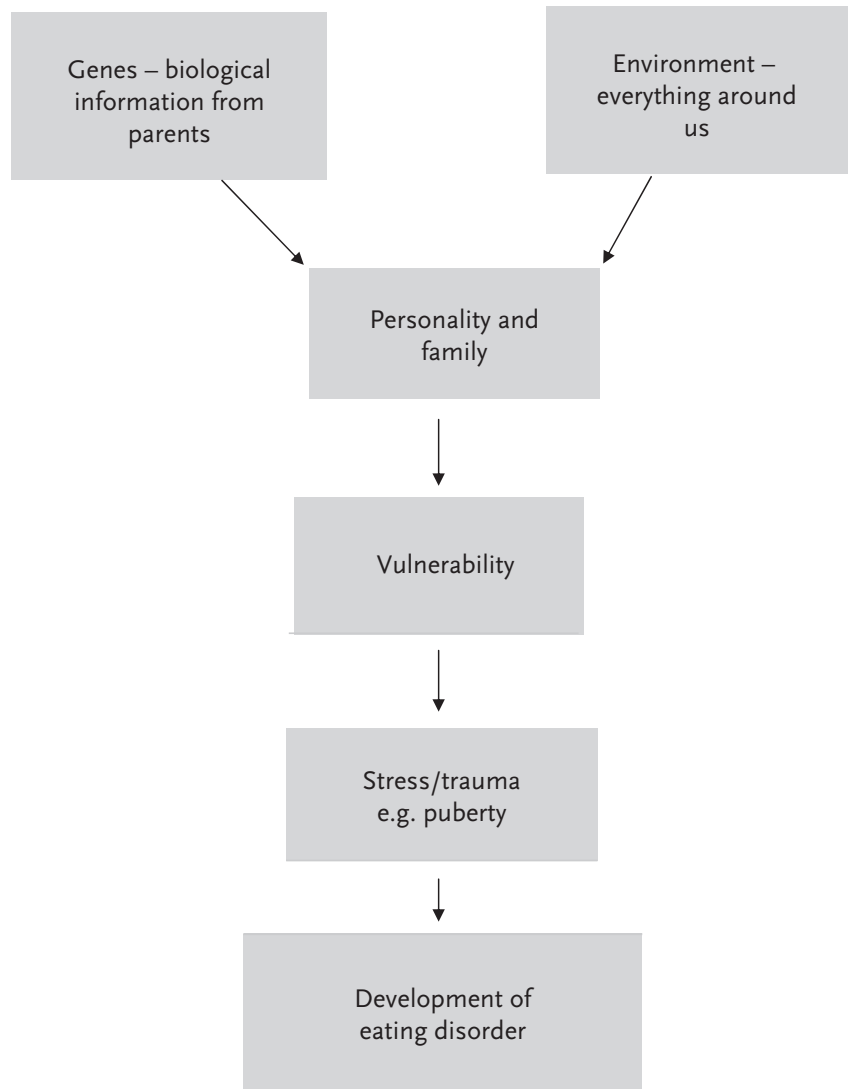 Genes – biological
information from
parents
Environment –
everything around
us
Personality and
family
Vulnerability
Stress/trauma
e.g. puberty
Development of
eating disorder